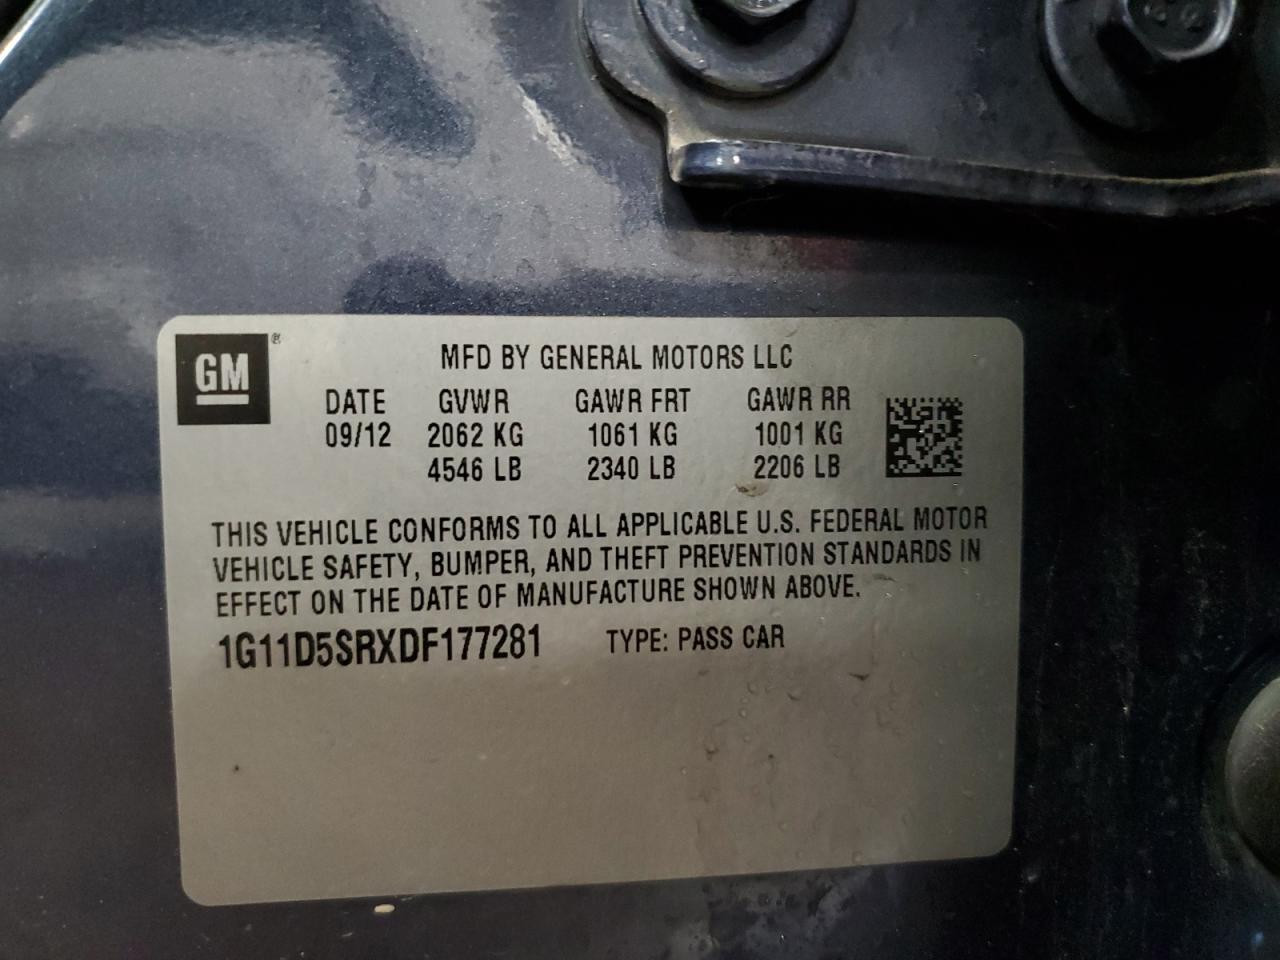 GM ®
MFD BY GENERAL MOTORS LLC
DATE GVWR GAWR FRT GAWR RR
09/12 2062 KG 1061 KG 1001 KG
4546 LB 2340 LB 2206 LB
THIS VEHICLE CONFORMS TO ALL APPLICABLE U.S. FEDERAL MOTOR
VEHICLE SAFETY, BUMPER, AND THEFT PREVENTION STANDARDS IN
EFFECT ON THE DATE OF MANUFACTURE SHOWN ABOVE.
1G11D5SRXDF177281 TYPE: PASS CAR